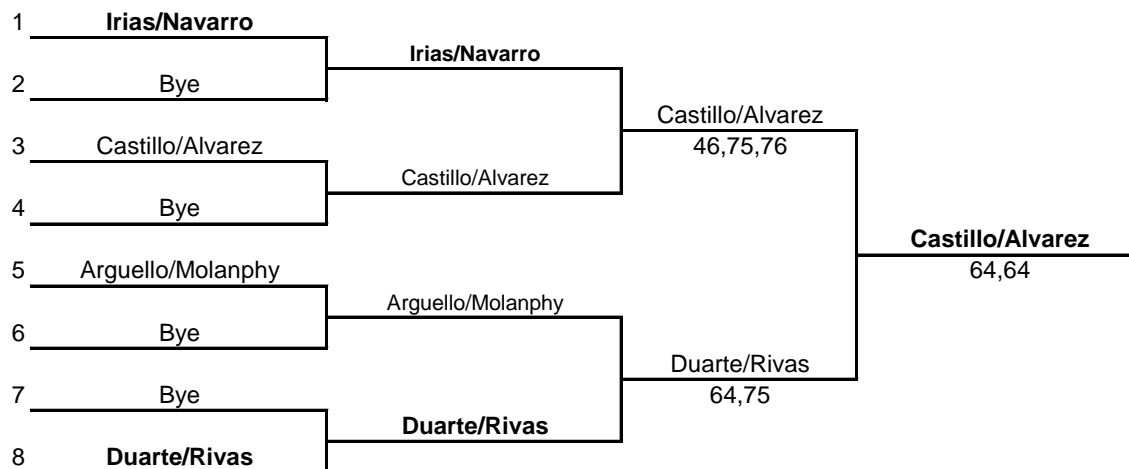 1 Irias/Navarro
Irias/Navarro
2 Bye
Castillo/Alvarez
3 Castillo/Alvarez
46,75,76
Castillo/Alvarez
4 Bye
Castillo/Alvarez
5 Arguello/Molanphy
64,64
Arguello/Molanphy
6 Bye
Duarte/Rivas
7 Bye
64,75
Duarte/Rivas
8 Duarte/Rivas